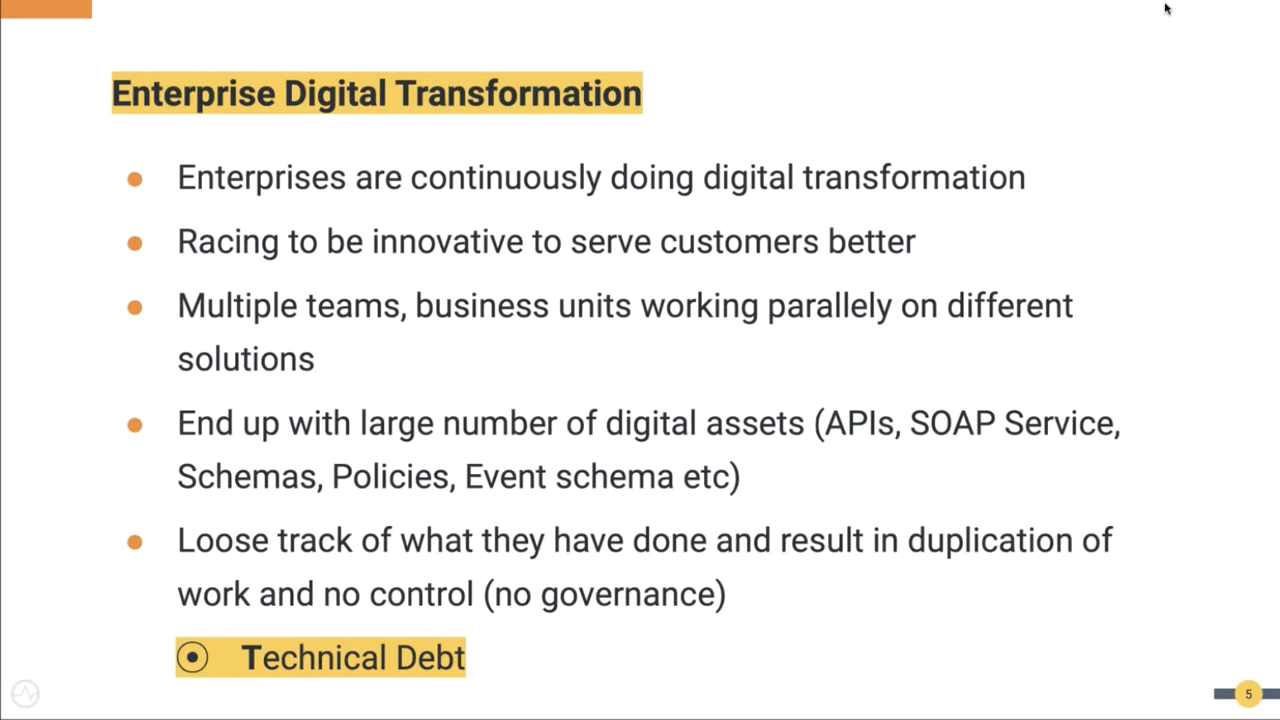 Enterprise Digital Transformation
● Enterprises are continuously doing digital transformation
● Racing to be innovative to serve customers better
● Multiple teams, business units working parallely on different
solutions
● End up with large number of digital assets (APIs, SOAP Service,
Schemas, Policies, Event schema etc)
● Loose track of what they have done and result in duplication of
work and no control (no governance)
⦿ Technical Debt
5